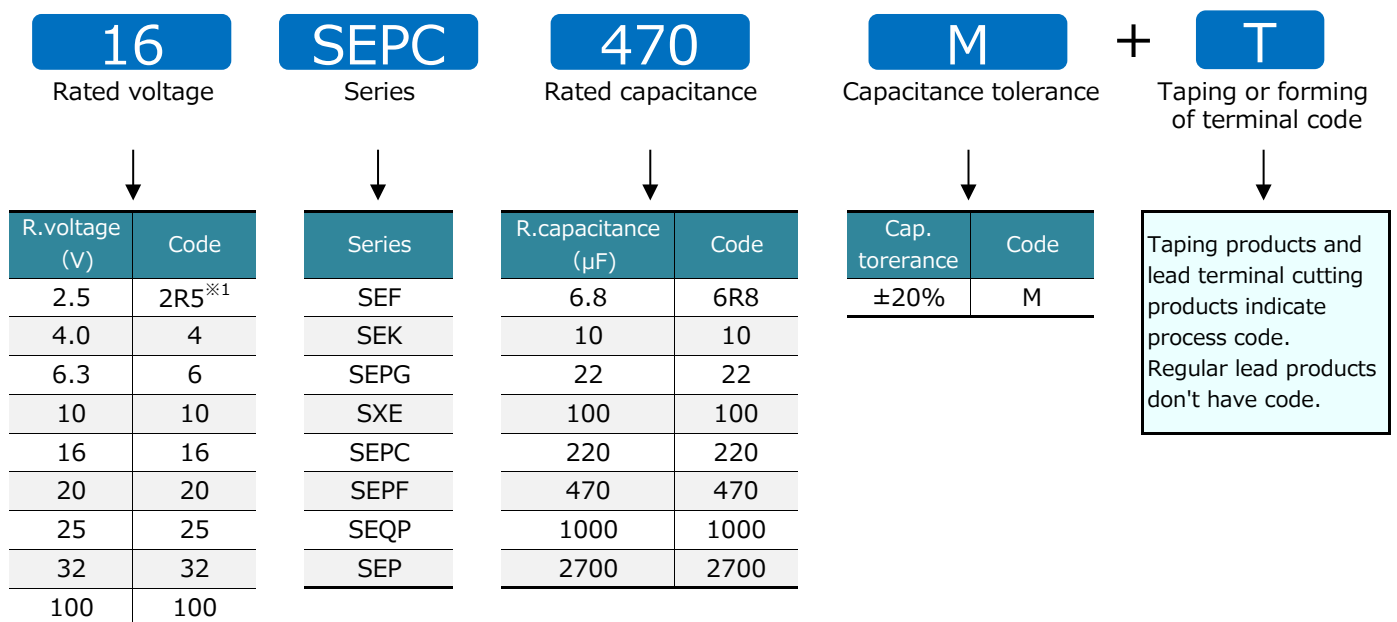 16 SEPC 470 M + T
Rated voltage Series Rated capacitance Capacitance tolerance Taping or forming
of terminal code
R.voltage
(V) Code
2.5 2R5※1
4.0 4
6.3 6
10 10
16 16
20 20
25 25
32 32
100 100
Series
SEF
SEK
SEPG
SXE
SEPC
SEPF
SEQP
SEP
R.capacitance
(μF) Code
6.8 6R8
10 10
22 22
100 100
220 220
470 470
1000 1000
2700 2700
Cap.
torerance Code
±20% M
Taping products and
lead terminal cutting
products indicate
process code.
Regular lead products
don't have code.